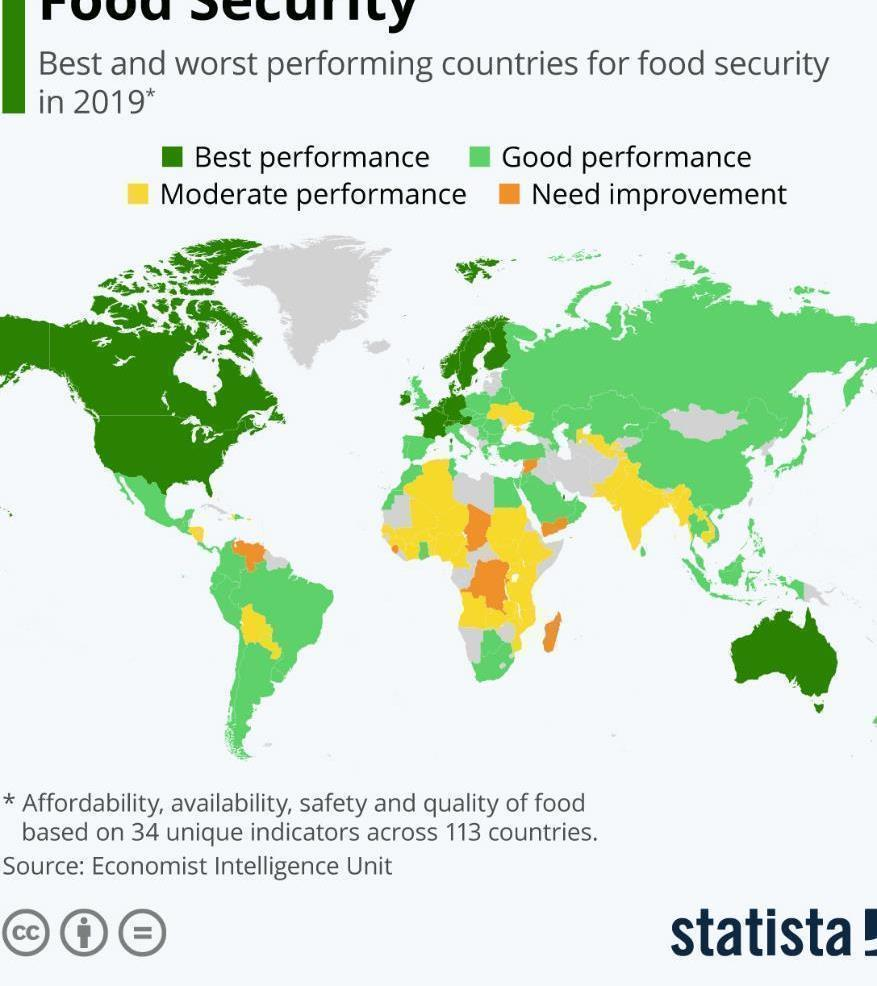 Food Security
Best and worst performing countries for food security
in 2019*
Best performance Good performance
Moderate performance Need improvement
* Affordability, availability, safety and quality of food
based on 34 unique indicators across 113 countries.
Source: Economist Intelligence Unit
cc
statista